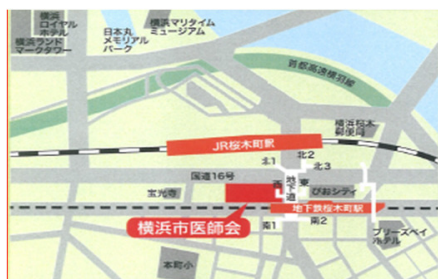 横浜
ロイヤル
ホテル
横浜ランド
マークタワー
日本丸
メモリアル
パーク
横浜マリタイム
ミュージアム
首都高速横羽線
横浜桜木
郵便局
JR桜木町駅
北1
北2
北3
国道16号
宝光寺
西
地下道
東
ぴおシティ
地下鉄桜木町駅
横浜市医師会
南1
南2
ブリーズベイ
ホテル
本町小